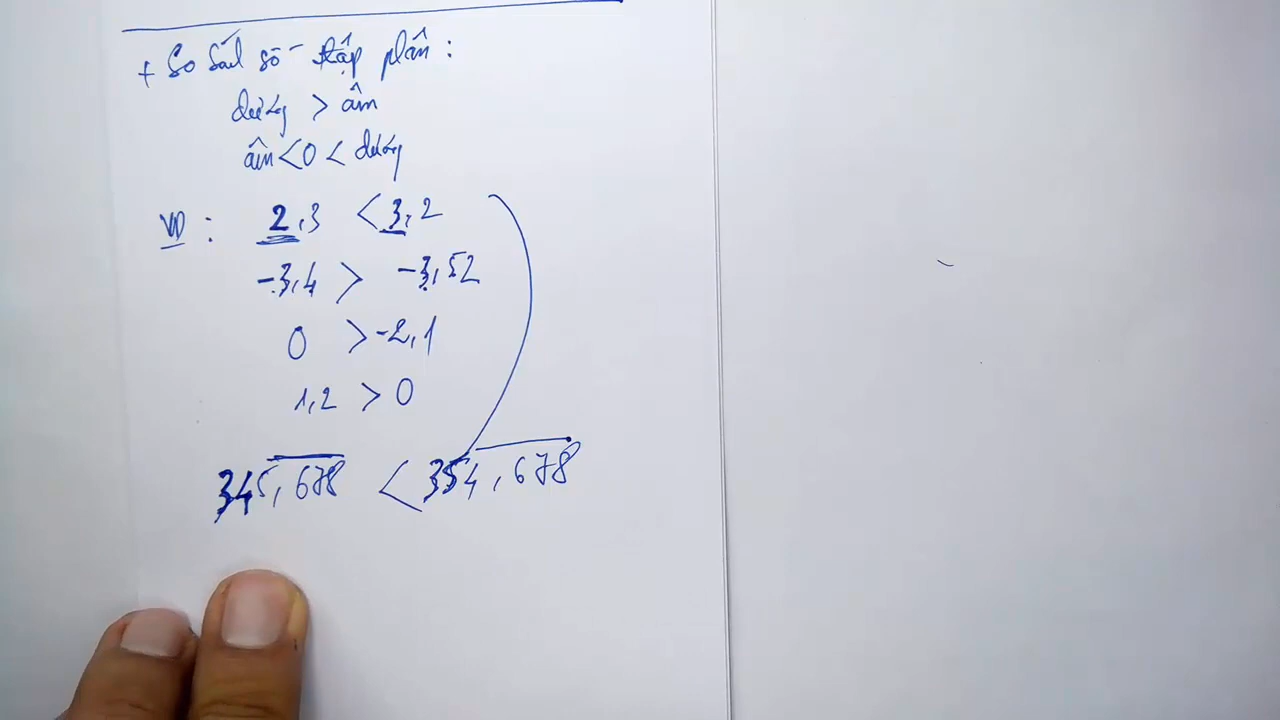 + So sánh số thập phân :
dương > âm
âm < 0 < dương
VD : 2,3 < 3,2
-3,4 > -3,52
0 > -2,1
1,2 > 0
345,678 < 354,678